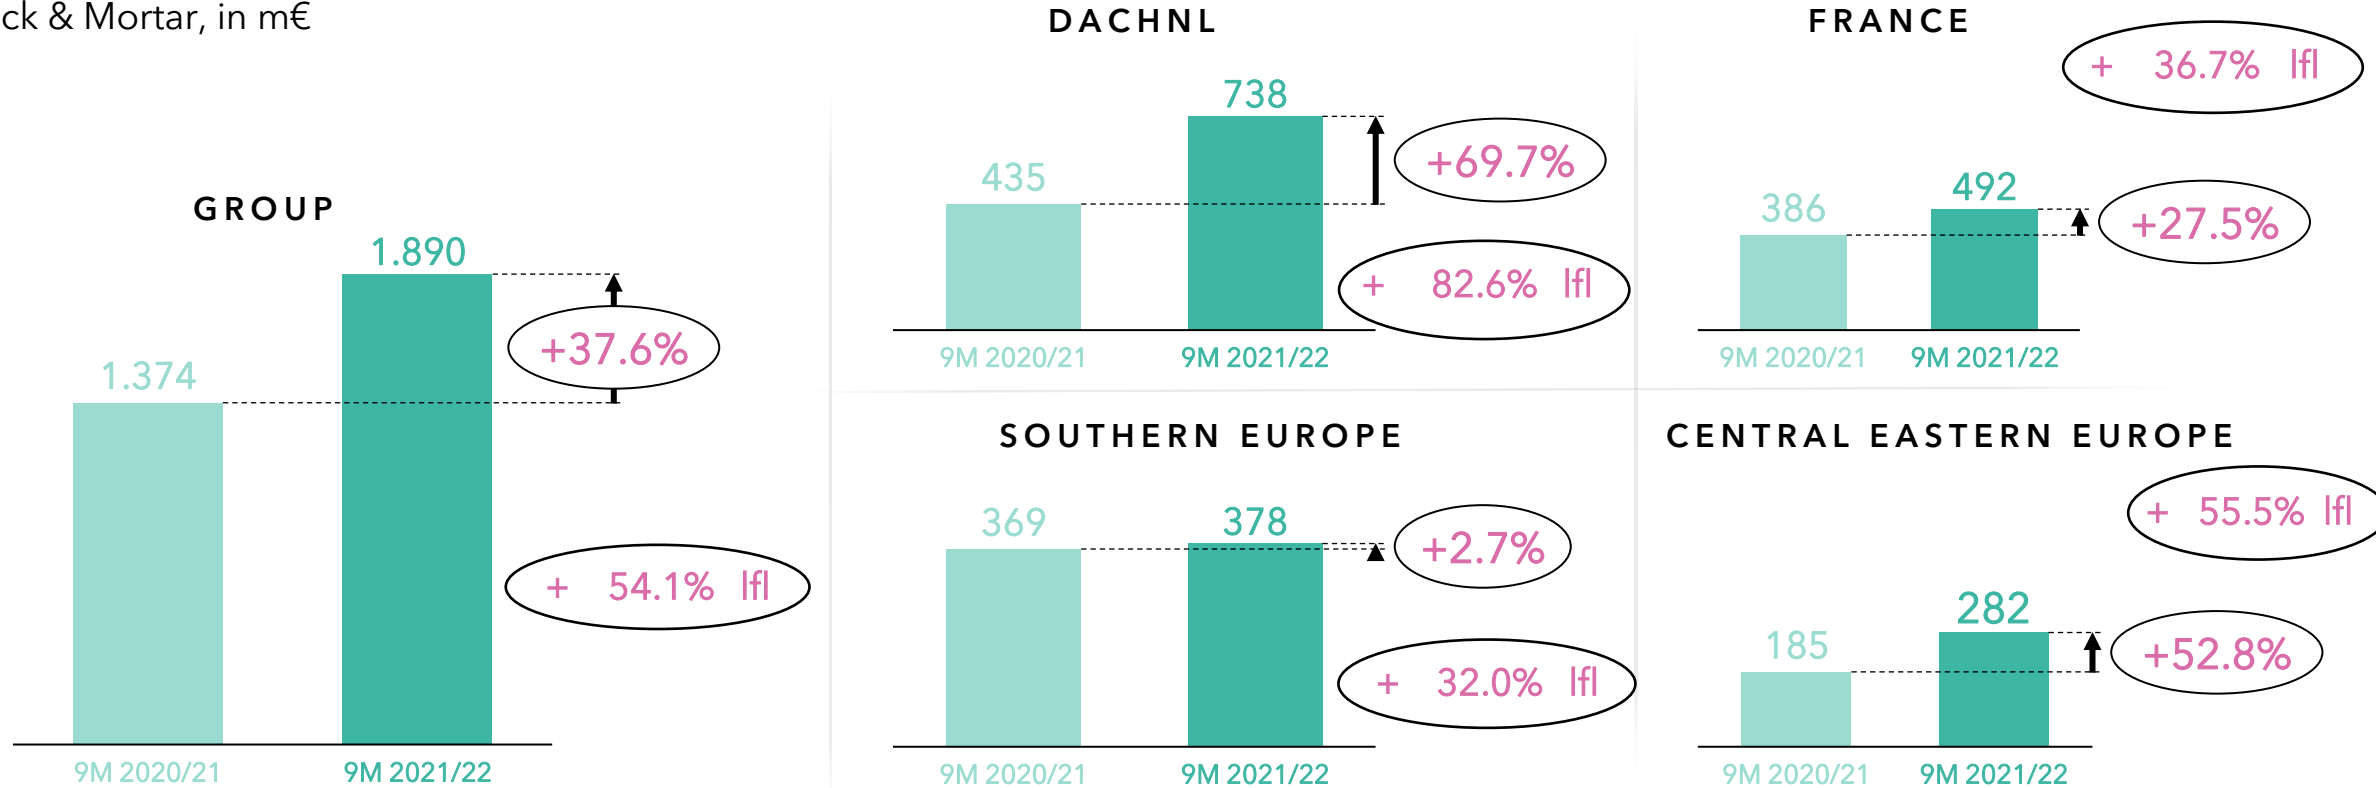 ck & Mortar, in m€
GROUP
1.374
1.890
+37.6%
+ 54.1% lfl
9M 2020/21
9M 2021/22
DACHNL
435
738
+69.7%
+ 82.6% lfl
9M 2020/21
9M 2021/22
FRANCE
+ 36.7% lfl
386
492
+27.5%
9M 2020/21
9M 2021/22
SOUTHERN EUROPE
369
378
+2.7%
+ 32.0% lfl
9M 2020/21
9M 2021/22
CENTRAL EASTERN EUROPE
+ 55.5% lfl
185
282
+52.8%
9M 2020/21
9M 2021/22